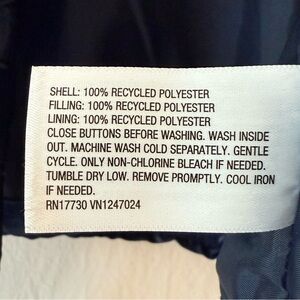 SHELL: 100% RECYCLED POLYESTER
FILLING: 100% RECYCLED POLYESTER
LINING: 100% RECYCLED POLYESTER
CLOSE BUTTONS BEFORE WASHING. WASH INSIDE
OUT. MACHINE WASH COLD SEPARATELY. GENTLE
CYCLE. ONLY NON-CHLORINE BLEACH IF NEEDED.
TUMBLE DRY LOW. REMOVE PROMPTLY. COOL IRON
IF NEEDED.
RN17730 VN1247024